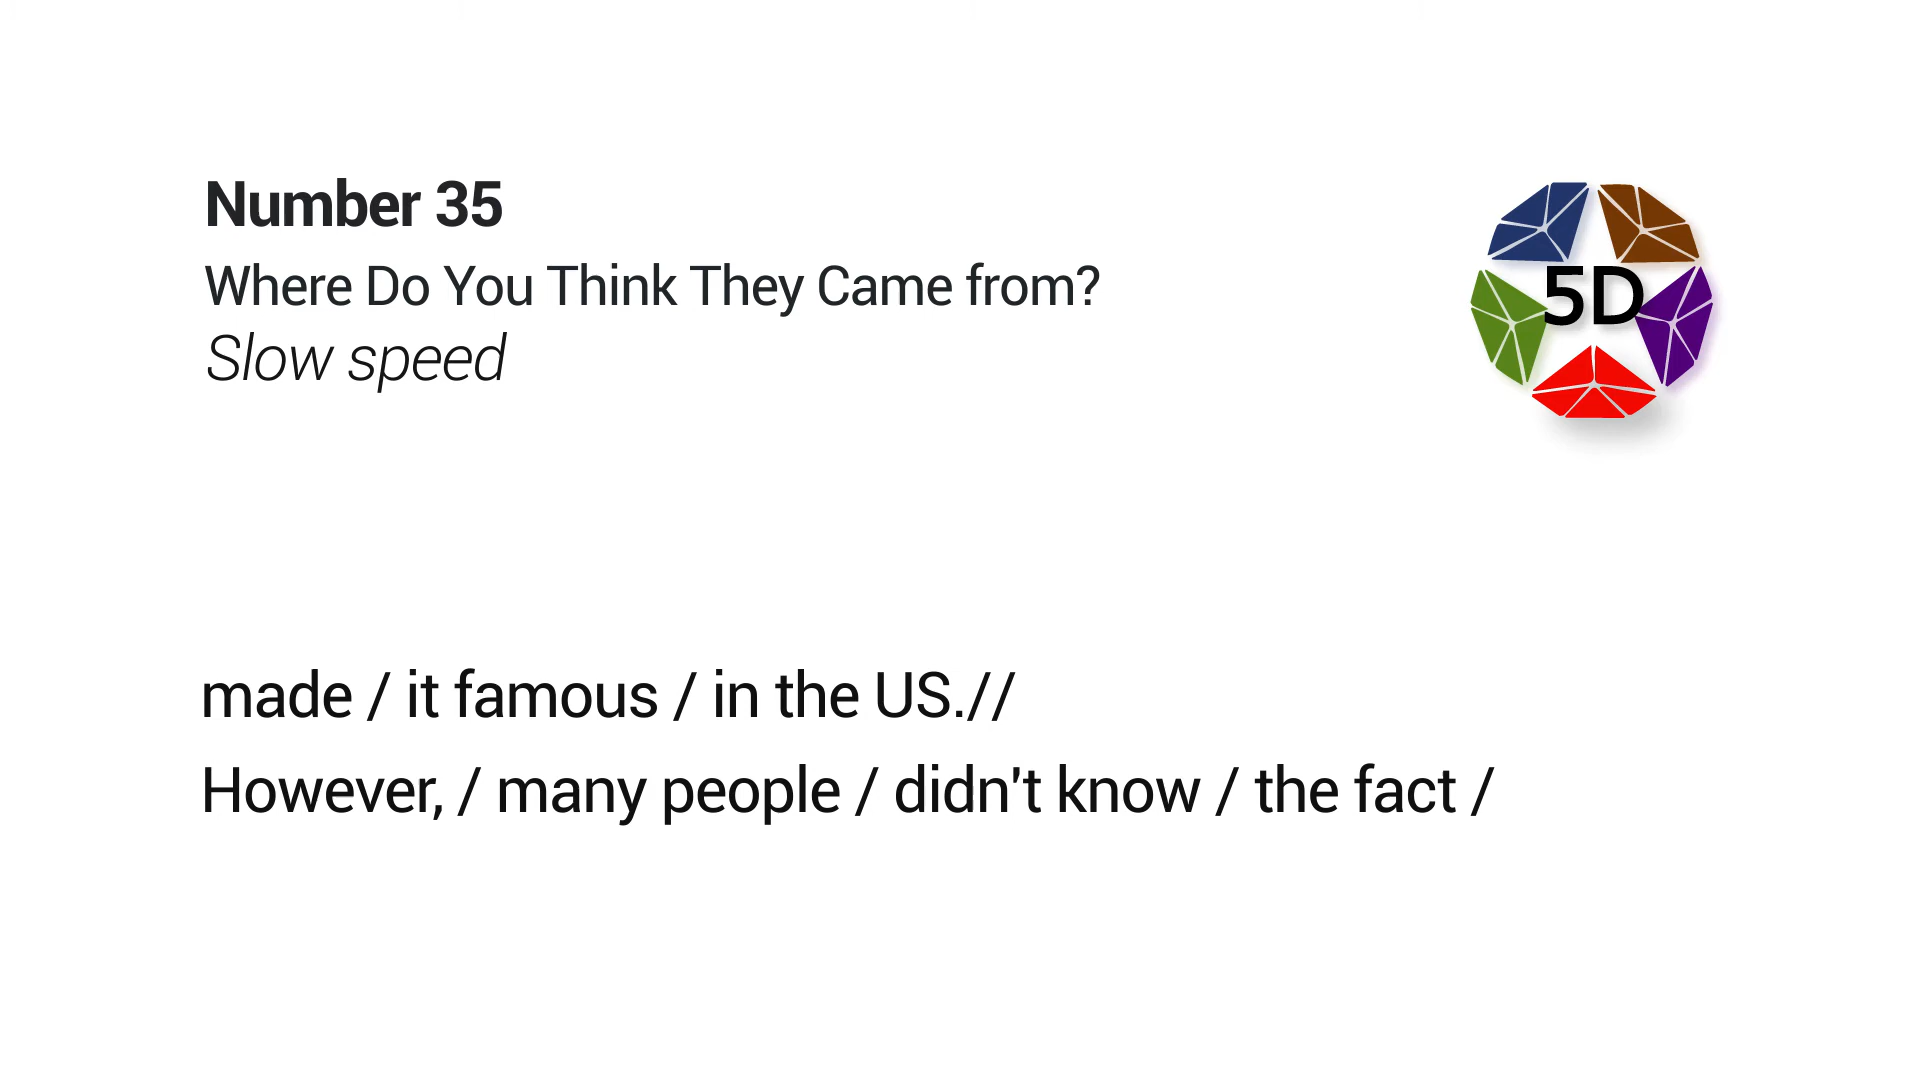 Number 35
Where Do You Think They Came from?
Slow speed
5D
made / it famous / in the US.//
However, / many people / didn't know / the fact /